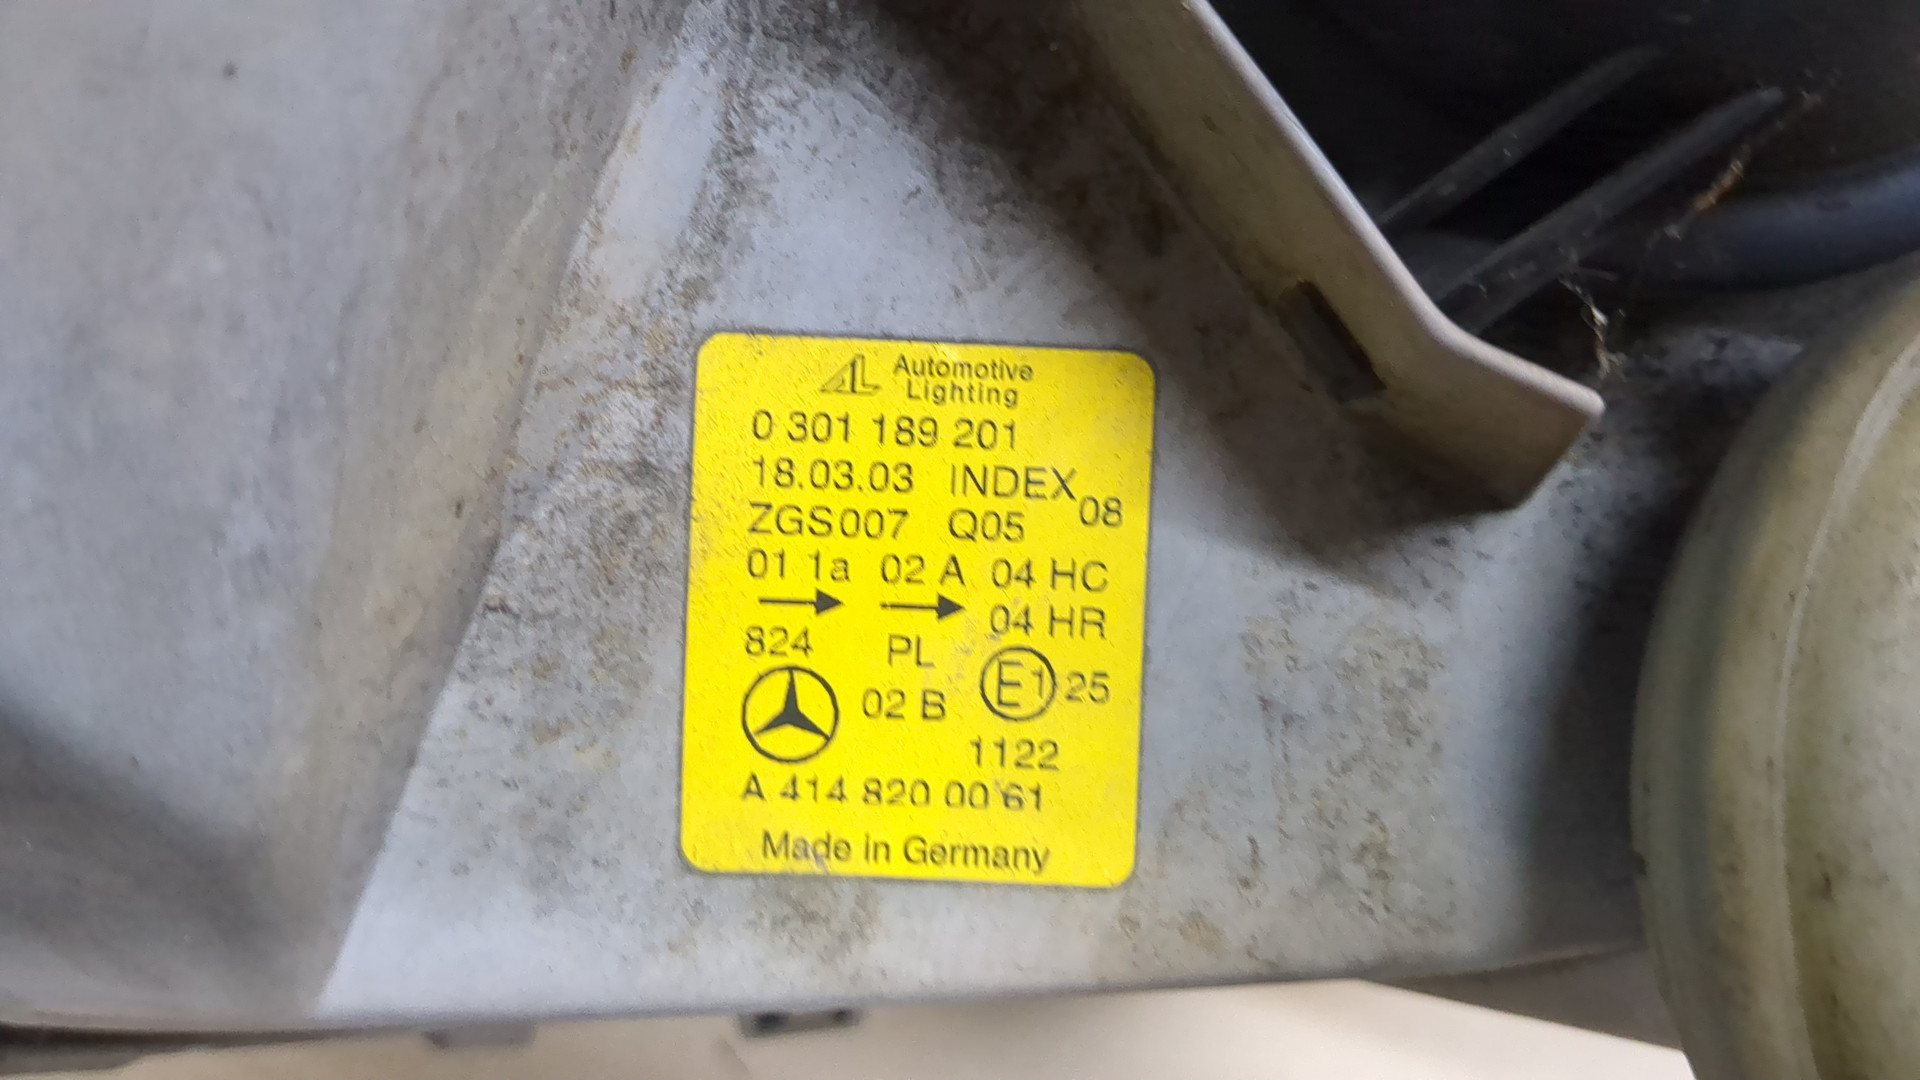 AL Automotive
Lighting
0 301 189 201
18.03.03 INDEX 08
ZGS007 Q05
01 1a 02 A 04 HC
04 HR
824 PL
02 B E1 25
1122
A 414 820 00 61
Made in Germany